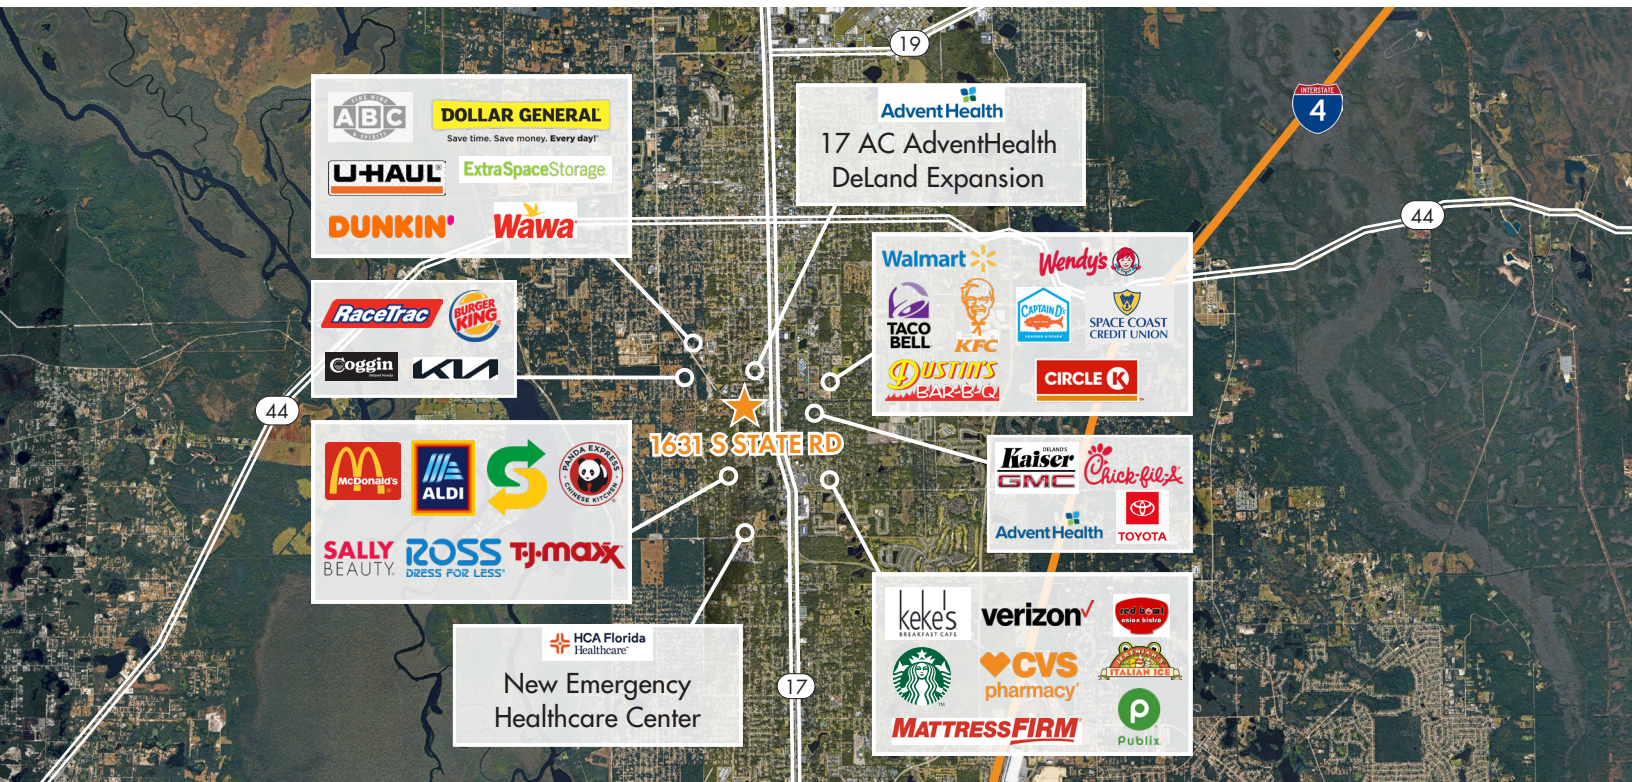 19
INTERSTATE
4
44
FINE WINE
ABC
& SPIRITS
DOLLAR GENERAL
Save time. Save money. Every day!
U-HAUL
ExtraSpaceStorage
DUNKIN'
Wawa
AdventHealth
17 AC AdventHealth
DeLand Expansion
RaceTrac
BURGER
KING
Coggin
KIA
44
Walmart
Wendy's
TACO
BELL
KFC
CAPTAIN D's
SEAFOOD KITCHEN
SPACE COAST
CREDIT UNION
DUSTIN'S
BAR-B-Q
CIRCLE K
1631 S STATE RD
McDonald's
ALDI
S
PANDA EXPRESS
CHINESE KITCHEN
SALLY
BEAUTY
ROSS
DRESS FOR LESS
T.J.maxx
DELAND'S
Kaiser
GMC
Chick-fil-A
AdventHealth
TOYOTA
HCA Florida
Healthcare
New Emergency
Healthcare Center
17
keke's
BREAKFAST CAFE
verizon
red bowl
asian bistro
CVS
pharmacy
JEREMIAH'S
ITALIAN ICE
MATTRESSFIRM
P
Publix